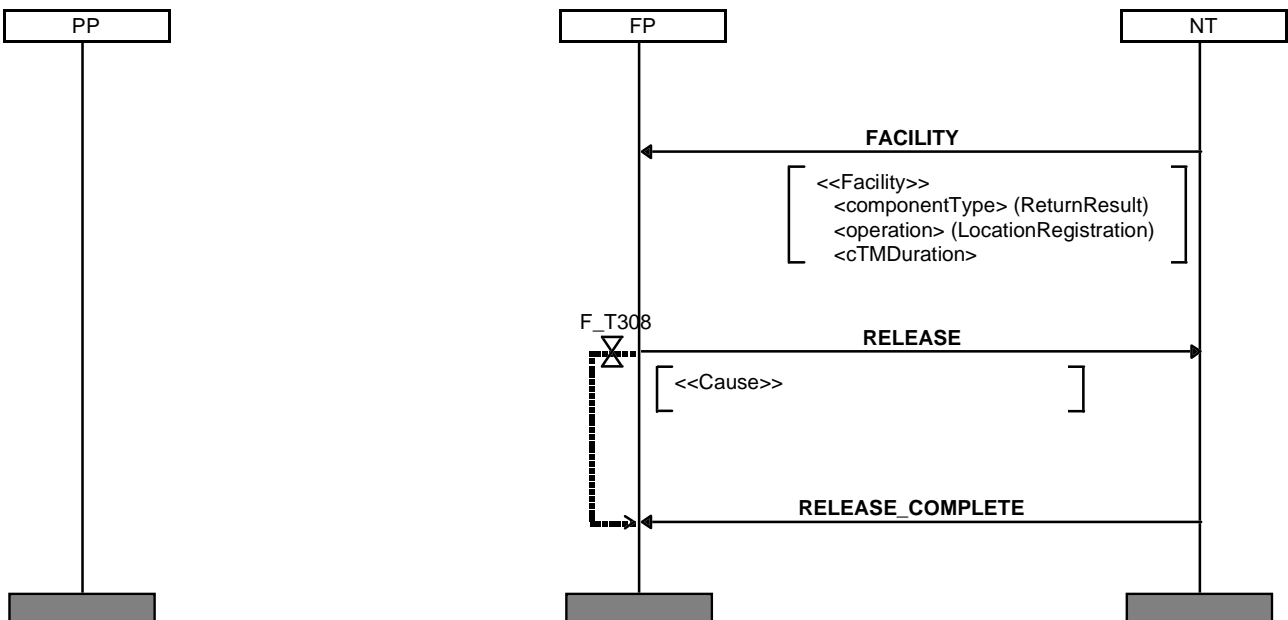 PP
FP
NT
FACILITY
<<Facility>>
<componentType> (ReturnResult)
<operation> (LocationRegistration)
<cTMDuration>
F_T308
RELEASE
<<Cause>>
RELEASE_COMPLETE